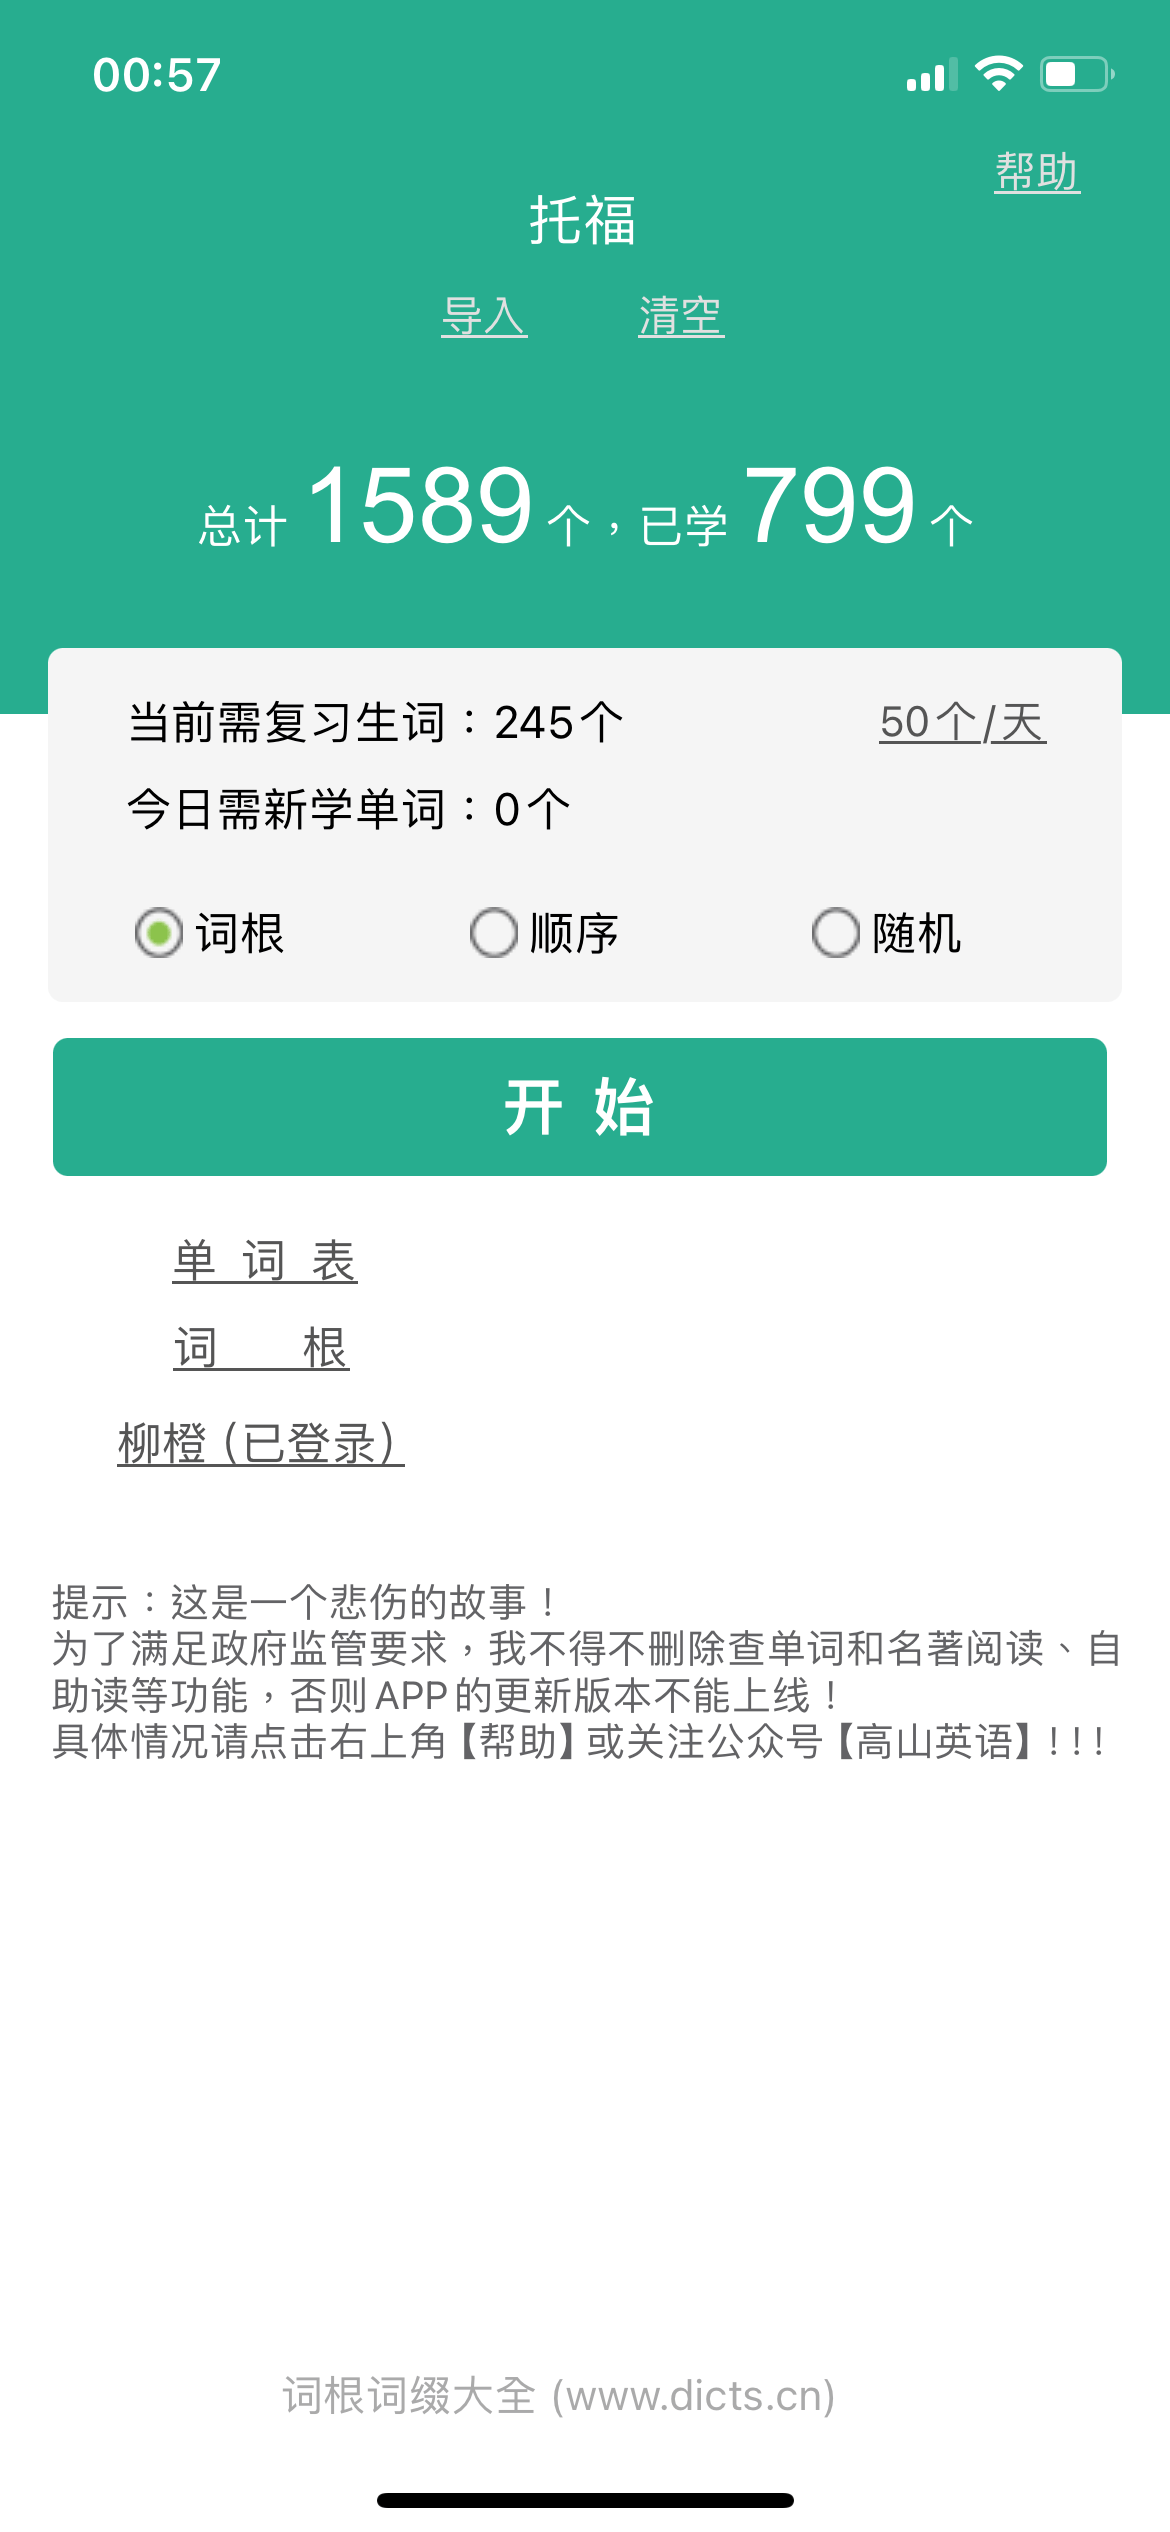 00:57
帮助
托福
导入 清空
总计 1589 个，已学 799 个
当前需复习生词：245个 50个/天
今日需新学单词：0个
词根 顺序 随机
开 始
单 词 表
词 根
柳橙 (已登录)
提示：这是一个悲伤的故事！
为了满足政府监管要求，我不得不删除查单词和名著阅读、自
助读等功能，否则APP的更新版本不能上线！
具体情况请点击右上角【帮助】或关注公众号【高山英语】!!!
词根词缀大全 (www.dicts.cn)